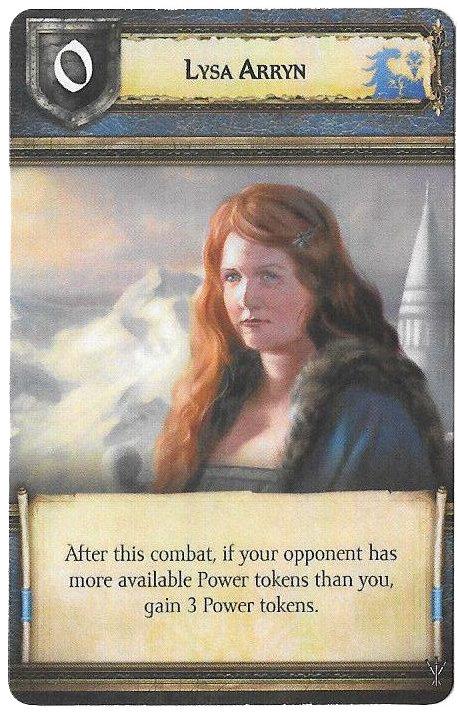 0
Lysa Arryn
After this combat, if your opponent has
more available Power tokens than you,
gain 3 Power tokens.